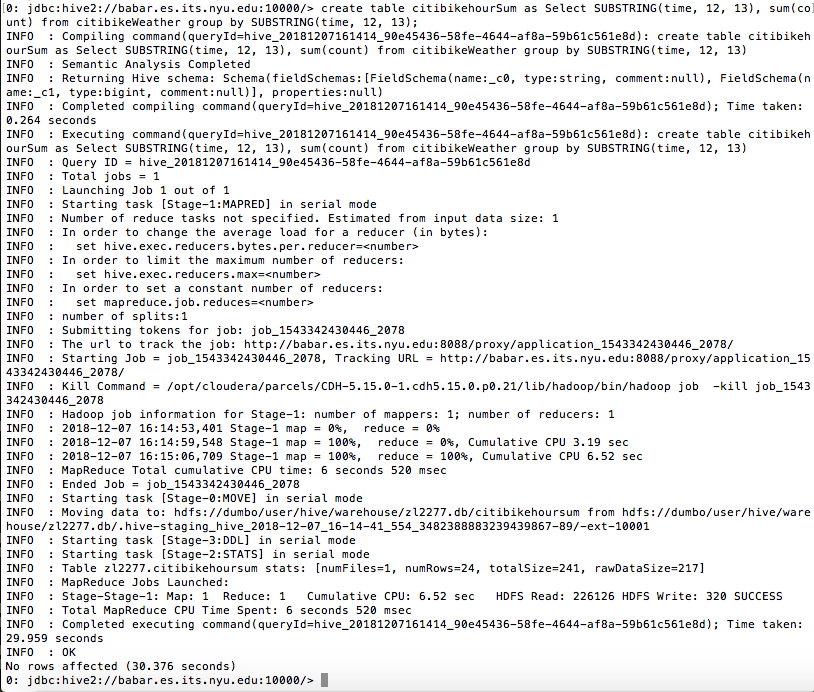 0: jdbc:hive2://babar.es.its.nyu.edu:10000/> create table citibikehourSum as Select SUBSTRING(time, 12, 13), sum(co
unt) from citibikeWeather group by SUBSTRING(time, 12, 13);
INFO  : Compiling command(queryId=hive_20181207161414_90e45436-58fe-4644-af8a-59b61c561e8d): create table citibikeh
ourSum as Select SUBSTRING(time, 12, 13), sum(count) from citibikeWeather group by SUBSTRING(time, 12, 13)
INFO  : Semantic Analysis Completed
INFO  : Returning Hive schema: Schema(fieldSchemas:[FieldSchema(name:_c0, type:string, comment:null), FieldSchema(n
ame:_c1, type:bigint, comment:null)], properties:null)
INFO  : Completed compiling command(queryId=hive_20181207161414_90e45436-58fe-4644-af8a-59b61c561e8d); Time taken:
0.264 seconds
INFO  : Executing command(queryId=hive_20181207161414_90e45436-58fe-4644-af8a-59b61c561e8d): create table citibikeh
ourSum as Select SUBSTRING(time, 12, 13), sum(count) from citibikeWeather group by SUBSTRING(time, 12, 13)
INFO  : Query ID = hive_20181207161414_90e45436-58fe-4644-af8a-59b61c561e8d
INFO  : Total jobs = 1
INFO  : Launching Job 1 out of 1
INFO  : Starting task [Stage-1:MAPRED] in serial mode
INFO  : Number of reduce tasks not specified. Estimated from input data size: 1
INFO  : In order to change the average load for a reducer (in bytes):
INFO  :   set hive.exec.reducers.bytes.per.reducer=<number>
INFO  : In order to limit the maximum number of reducers:
INFO  :   set hive.exec.reducers.max=<number>
INFO  : In order to set a constant number of reducers:
INFO  :   set mapreduce.job.reduces=<number>
INFO  : number of splits:1
INFO  : Submitting tokens for job: job_1543342430446_2078
INFO  : The url to track the job: http://babar.es.its.nyu.edu:8088/proxy/application_1543342430446_2078/
INFO  : Starting Job = job_1543342430446_2078, Tracking URL = http://babar.es.its.nyu.edu:8088/proxy/application_15
43342430446_2078/
INFO  : Kill Command = /opt/cloudera/parcels/CDH-5.15.0-1.cdh5.15.0.p0.21/lib/hadoop/bin/hadoop job  -kill job_1543
342430446_2078
INFO  : Hadoop job information for Stage-1: number of mappers: 1; number of reducers: 1
INFO  : 2018-12-07 16:14:53,401 Stage-1 map = 0%,  reduce = 0%
INFO  : 2018-12-07 16:14:59,548 Stage-1 map = 100%,  reduce = 0%, Cumulative CPU 3.19 sec
INFO  : 2018-12-07 16:15:06,709 Stage-1 map = 100%,  reduce = 100%, Cumulative CPU 6.52 sec
INFO  : MapReduce Total cumulative CPU time: 6 seconds 520 msec
INFO  : Ended Job = job_1543342430446_2078
INFO  : Starting task [Stage-0:MOVE] in serial mode
INFO  : Moving data to: hdfs://dumbo/user/hive/warehouse/zl2277.db/citibikehoursum from hdfs://dumbo/user/hive/ware
house/zl2277.db/.hive-staging_hive_2018-12-07_16-14-41_554_3482388883239439867-89/-ext-10001
INFO  : Starting task [Stage-3:DDL] in serial mode
INFO  : Starting task [Stage-2:STATS] in serial mode
INFO  : Table zl2277.citibikehoursum stats: [numFiles=1, numRows=24, totalSize=241, rawDataSize=217]
INFO  : MapReduce Jobs Launched:
INFO  : Stage-Stage-1: Map: 1  Reduce: 1   Cumulative CPU: 6.52 sec   HDFS Read: 226126 HDFS Write: 320 SUCCESS
INFO  : Total MapReduce CPU Time Spent: 6 seconds 520 msec
INFO  : Completed executing command(queryId=hive_20181207161414_90e45436-58fe-4644-af8a-59b61c561e8d); Time taken:
29.959 seconds
INFO  : OK
No rows affected (30.376 seconds)
0: jdbc:hive2://babar.es.its.nyu.edu:10000/>